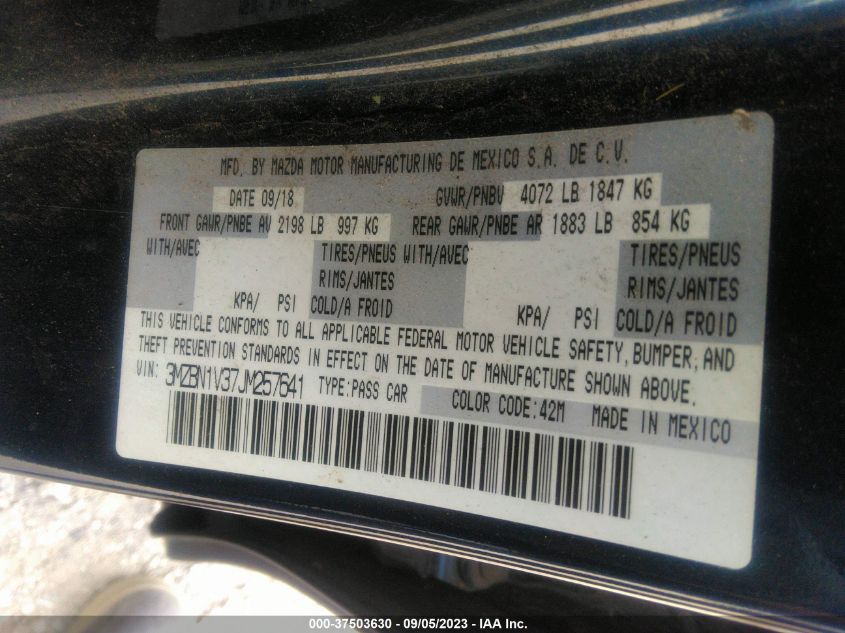 MFD. BY MAZDA MOTOR MANUFACTURING DE MEXICO S.A. DE C.V.
DATE 09/18 GVWR/PNBV 4072 LB 1847 KG
FRONT GAWR/PNBE AV 2198 LB 997 KG REAR GAWR/PNBE AR 1883 LB 854 KG
WITH/AVEC TIRES/PNEUS WITH/AVEC TIRES/PNEUS
RIMS/JANTES RIMS/JANTES
KPA/ PSI COLD/A FROID KPA/ PSI COLD/A FROID
THIS VEHICLE CONFORMS TO ALL APPLICABLE FEDERAL MOTOR VEHICLE SAFETY, BUMPER, AND
THEFT PREVENTION STANDARDS IN EFFECT ON THE DATE OF MANUFACTURE SHOWN ABOVE.
VIN: 3MZBN1V37JM257641 TYPE:PASS CAR COLOR CODE:42M MADE IN MEXICO
000-37503630 - 09/05/2023 - IAA Inc.